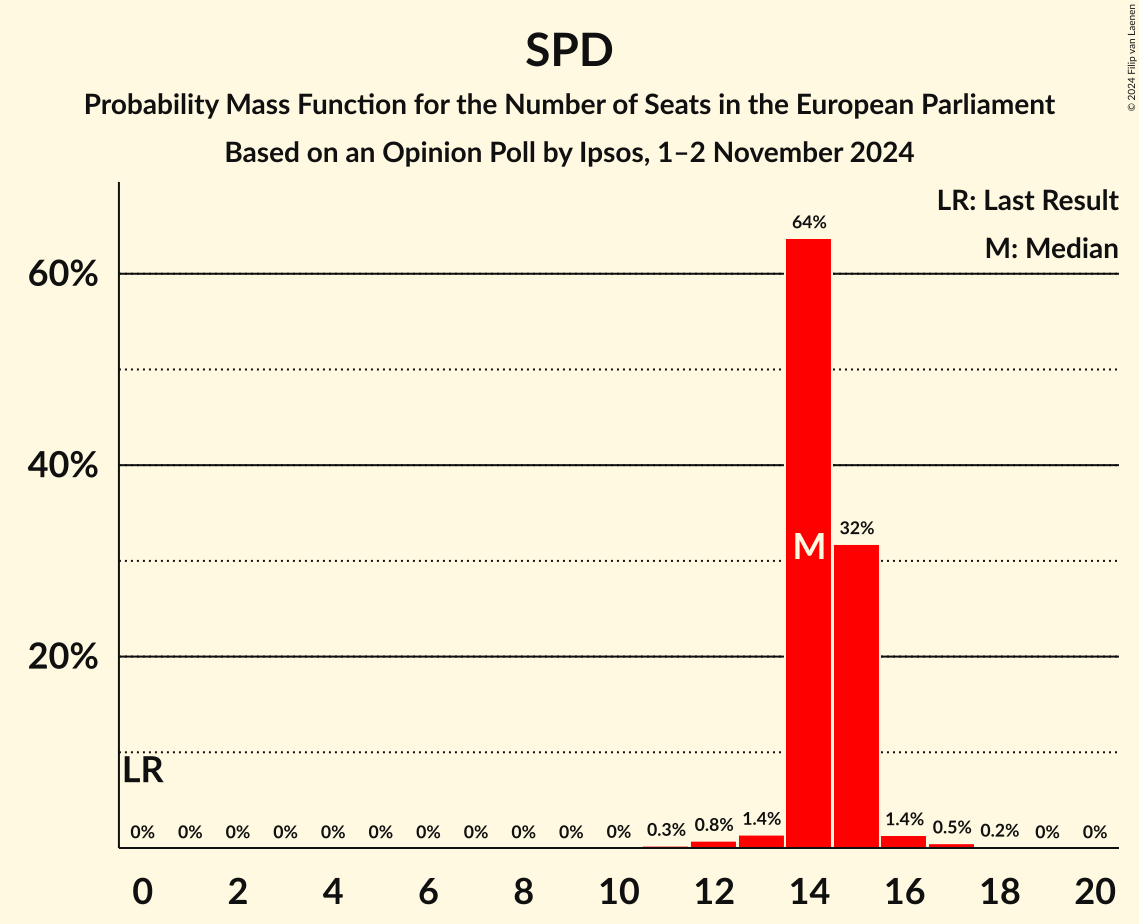 SPD
Probability Mass Function for the Number of Seats in the European Parliament
Based on an Opinion Poll by Ipsos, 1–2 November 2024
© 2024 Filip van Laenen
LR: Last Result
M: Median
60%
40%
20%
64%
M
32%
LR
0% 0% 0% 0% 0% 0% 0% 0% 0% 0% 0% 0.3% 0.8% 1.4% 1.4% 0.5% 0.2% 0% 0%
0 2 4 6 8 10 12 14 16 18 20